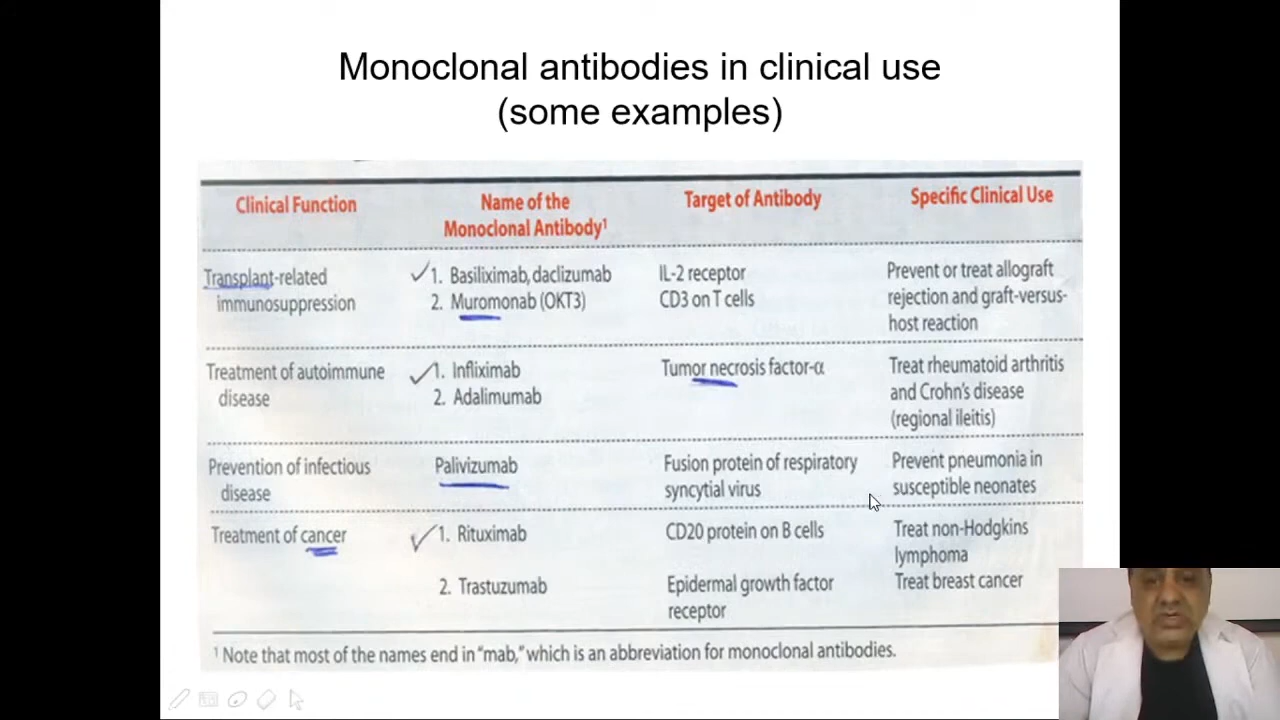 Monoclonal antibodies in clinical use
(some examples)
Clinical Function
Name of the
Monoclonal Antibody¹
Target of Antibody
Specific Clinical Use
Transplant-related
immunosuppression
1. Basiliximab, daclizumab
2. Muromonab (OKT3)
IL-2 receptor
CD3 on T cells
Prevent or treat allograft
rejection and graft-versus-
host reaction
Treatment of autoimmune
disease
1. Infliximab
2. Adalimumab
Tumor necrosis factor-α
Treat rheumatoid arthritis
and Crohn's disease
(regional ileitis)
Prevention of infectious
disease
Palivizumab
Fusion protein of respiratory
syncytial virus
Prevent pneumonia in
susceptible neonates
Treatment of cancer
1. Rituximab
CD20 protein on B cells
Treat non-Hodgkins
lymphoma
2. Trastuzumab
Epidermal growth factor
receptor
Treat breast cancer
¹ Note that most of the names end in "mab," which is an abbreviation for monoclonal antibodies.